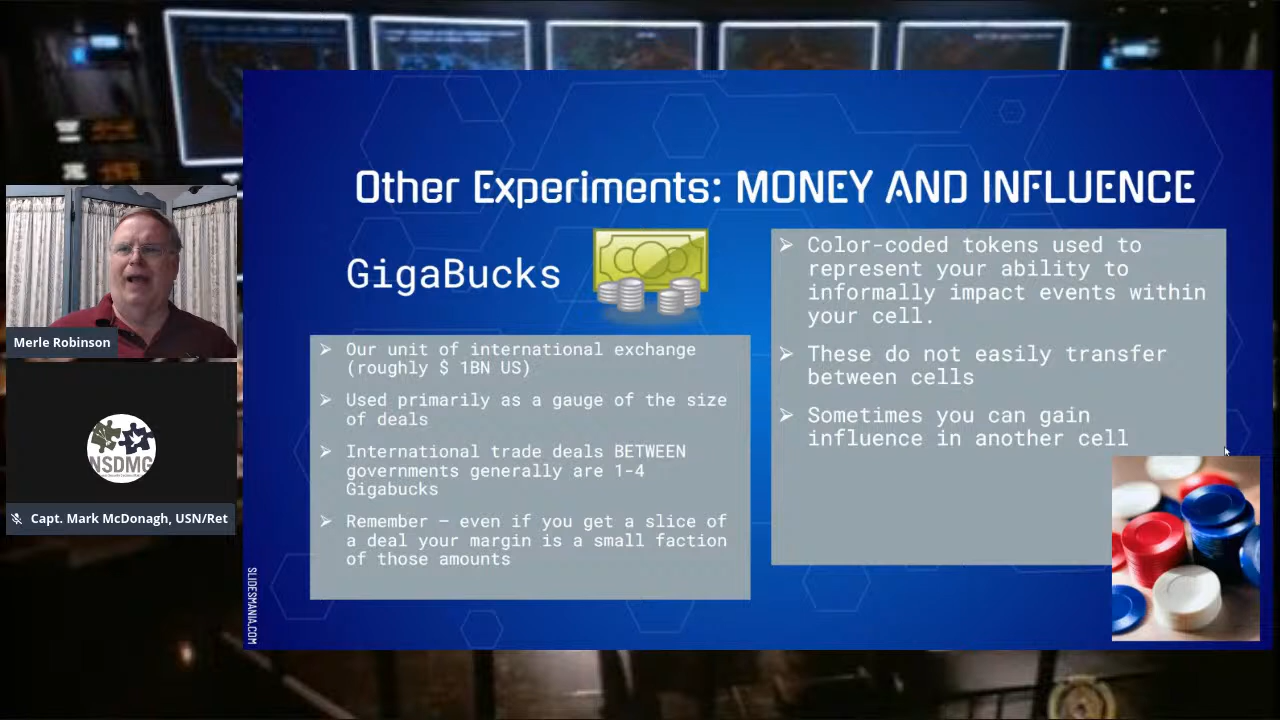 Other Experiments: MONEY AND INFLUENCE
GigaBucks
➢ Our unit of international exchange
(roughly $ 1BN US)
➢ Used primarily as a gauge of the size
of deals
➢ International trade deals BETWEEN
governments generally are 1-4
Gigabucks
➢ Remember – even if you get a slice of
a deal your margin is a small faction
of those amounts
➢ Color-coded tokens used to
represent your ability to
informally impact events within
your cell.
➢ These do not easily transfer
between cells
➢ Sometimes you can gain
influence in another cell
SLIDESMANIA.COM
Merle Robinson
NSDMG
Capt. Mark McDonagh, USN/Ret